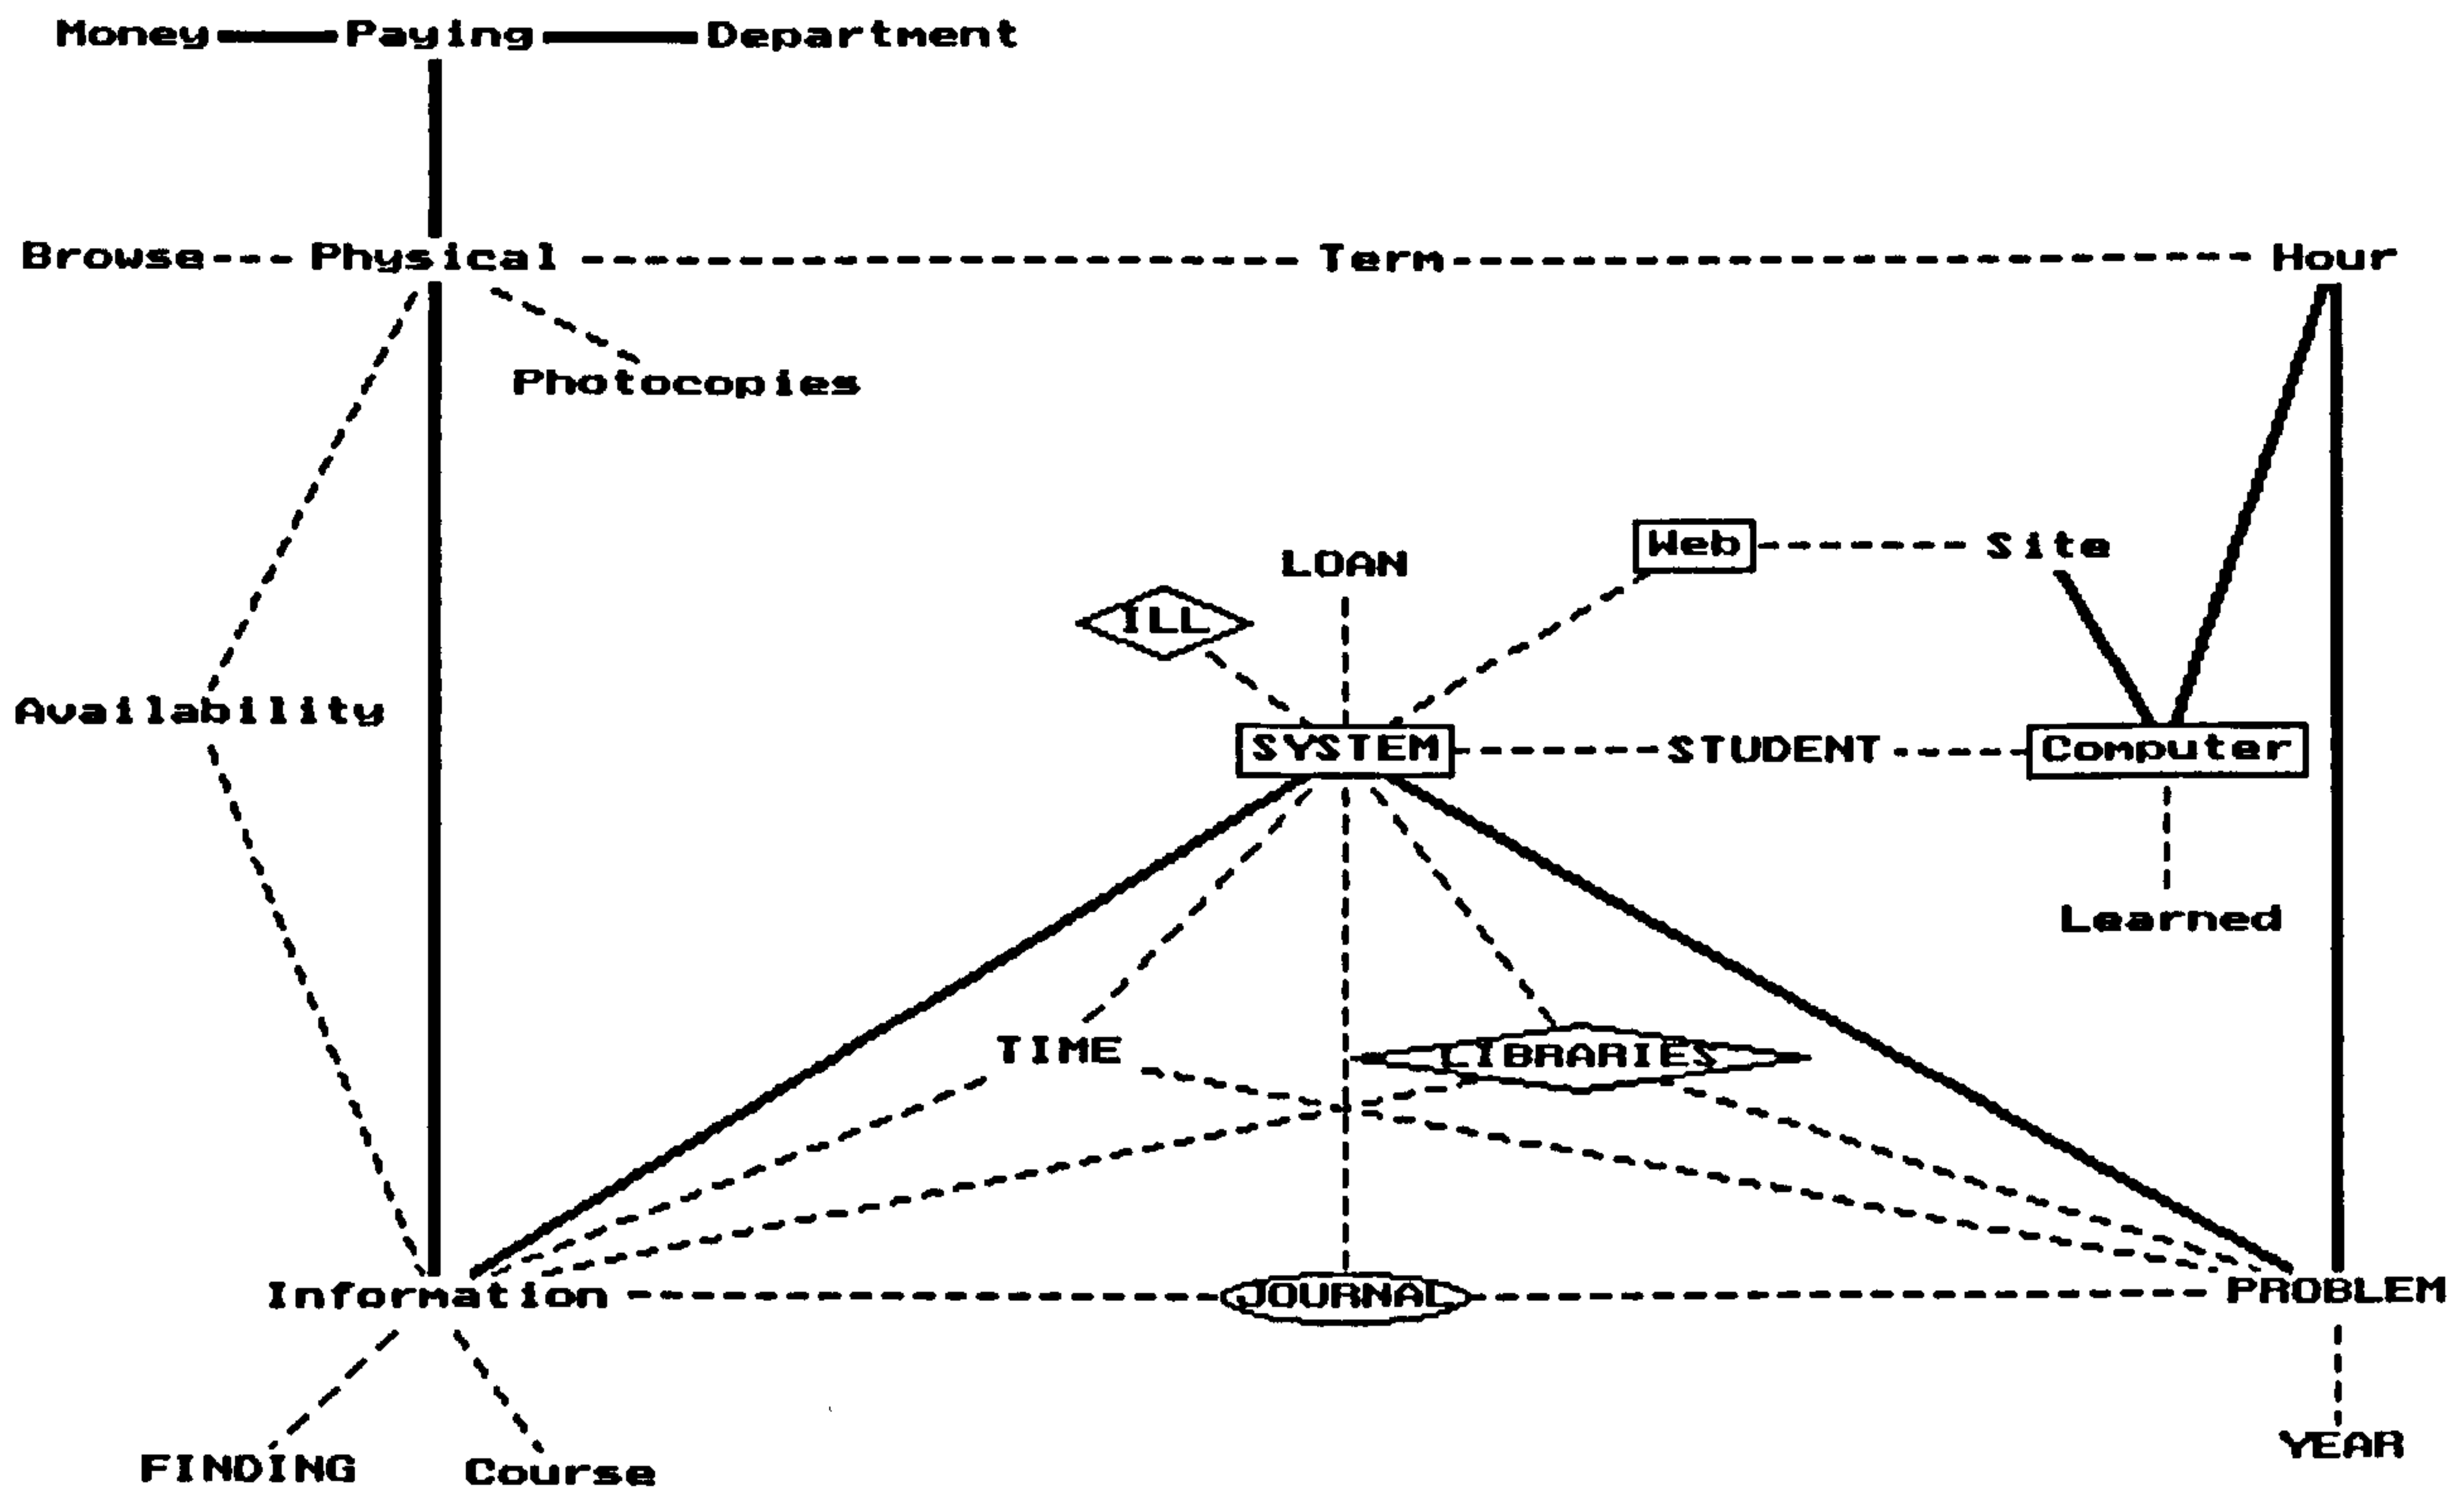 Money Paying Department
Browse Physical Term Hour
Photocopies
Web Site
LOAN
ILL
Availability
SYSTEM STUDENT Computer
Learned
TIME LIBRARIES
Information JOURNAL PROBLEM
FINDING Course YEAR